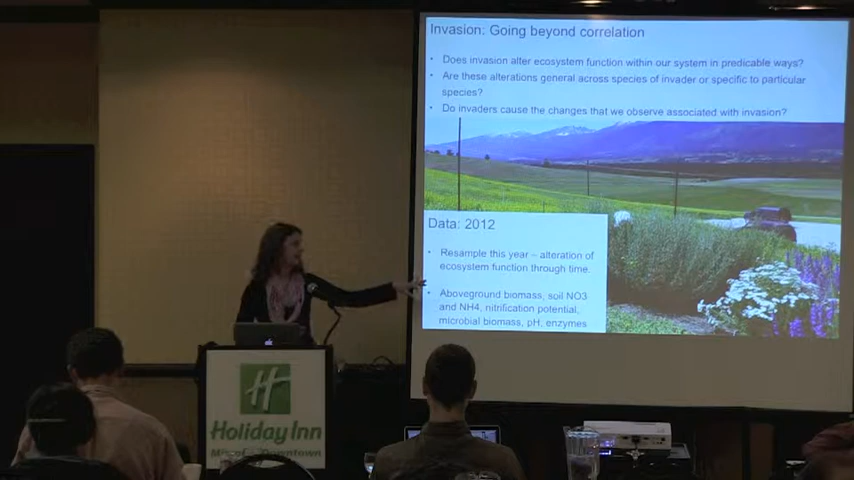 Invasion: Going beyond correlation
• Does invasion alter ecosystem function within our system in predicable ways?
• Are these alterations general across species of invader or specific to particular
species?
• Do invaders cause the changes that we observe associated with invasion?
Data: 2012
• Resample this year – alteration of
ecosystem function through time.
• Aboveground biomass, soil NO3
and NH4, nitrification potential,
microbial biomass, pH, enzymes
H
Holiday Inn
Downtown